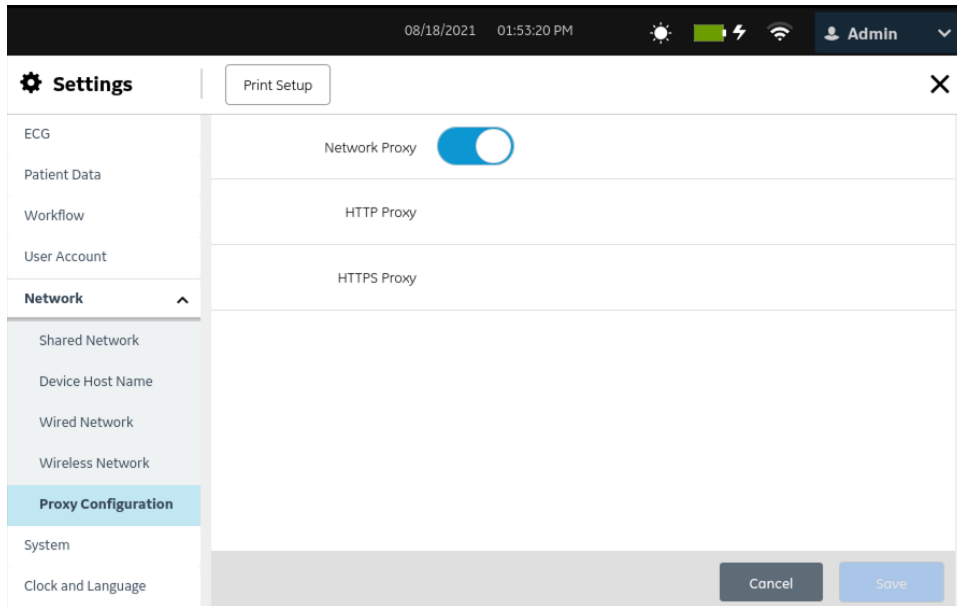 08/18/2021 01:53:20 PM Admin
Settings Print Setup
ECG
Patient Data
Workflow
User Account
Network
Shared Network
Device Host Name
Wired Network
Wireless Network
Proxy Configuration
System
Clock and Language
Network Proxy
HTTP Proxy
HTTPS Proxy
Cancel Save